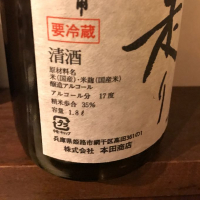 要冷蔵
走り
清酒
原材料名
米(国産)・米麹(国産米)
醸造アルコール
アルコール分 17度
精米歩合 35%
容量 1.8ℓ
兵庫県姫路市網干区高田361の1
株式会社 本田商店